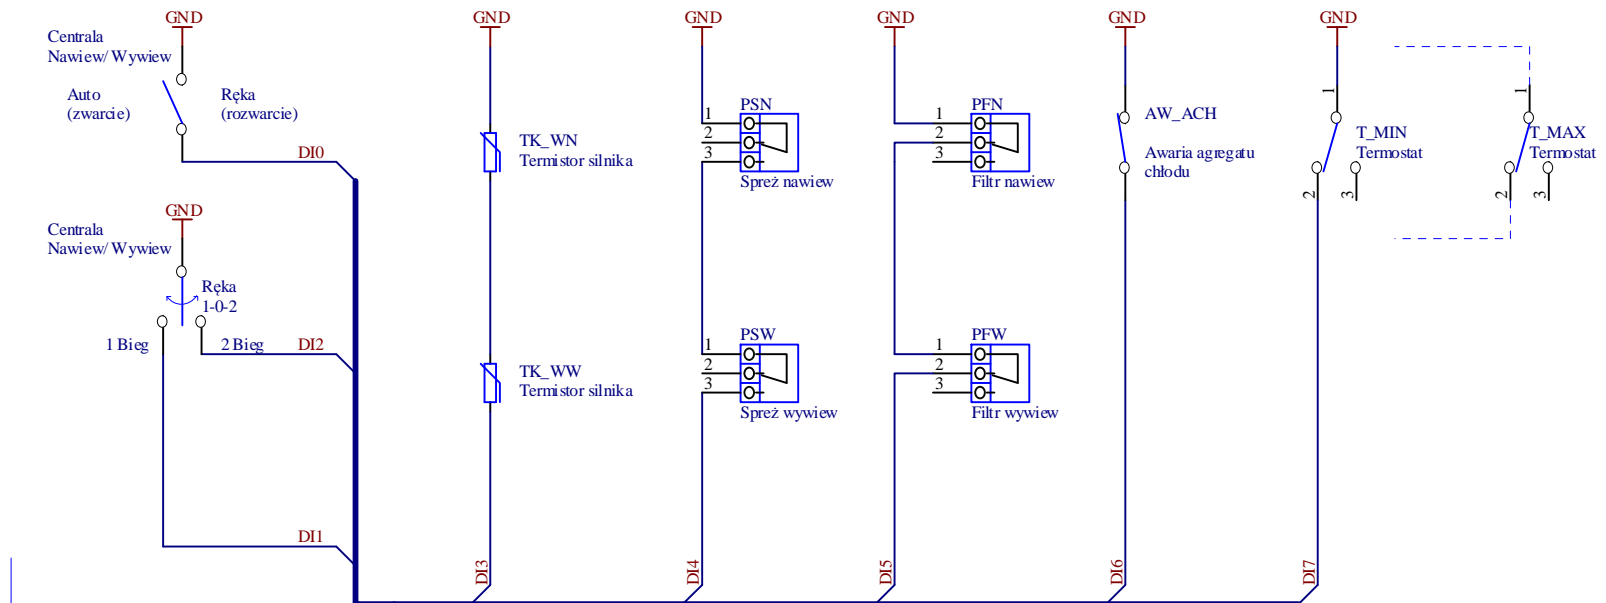 GND
GND
GND
GND
GND
GND
Centrala
Nawiew/Wywiew
Auto
(zwarcie)
Ręka
(rozwarcie)
DI0
GND
Centrala
Nawiew/Wywiew
Ręka
1-0-2
1 Bieg
2 Bieg
DI2
DI1
TK_WN
Termistor silnika
TK_WW
Termistor silnika
DI3
PSN
1
2
3
Spreż nawiew
PSW
1
2
3
Spreż wywiew
DI4
PFN
1
2
3
Filtr nawiew
PFW
1
2
3
Filtr wywiew
DI5
AW_ACH
Awaria agregatu
chłodu
DI6
1
T_MIN
Termostat
2
3
DI7
1
T_MAX
Termostat
2
3